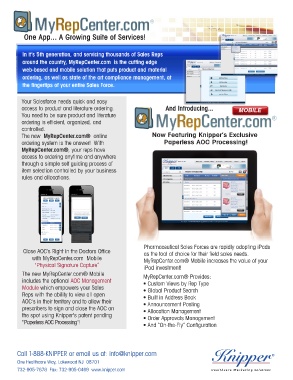 MyRepCenter.com®
One App... A Growing Suite of Services!
In it's 5th generation, and servicing thousands of Sales Reps
around the country, MyRepCenter.com is the cutting edge
web-based and mobile solution that puts product and material
ordering, as well as state of the art compliance management, at
the fingertips of your entire Sales Force.
Your Salesforce needs quick and easy
access to product and literature ordering.
You need to be sure product and literature
ordering is efficient, organized, and
controlled.
The new MyRepCenter.com® online
ordering system is the answer! With
MyRepCenter.com®, your reps have
access to ordering anytime and anywhere
through a simple self guiding process of
item selection controlled by your business
rules and allocations.
Close AOC's Right in the Doctors Office
with MyRepCenter.com Mobile
"Physical Signature Capture"
The new MyRepCenter.com® Mobile
includes the optional AOC Management
Module which empowers your Sales
Reps with the ability to view all open
AOC's in their territory and to allow their
presenters to sign and close the AOC on
the spot using Knipper's patent pending
"Paperless AOC Processing"!
And Introducing...
MOBILE
MyRepCenter.com®
Now Featuring Knipper's Exclusive
Paperless AOC Processing!
Pharmaceutical Sales Forces are rapidly adopting iPads
as the tool of choice for their field sales needs.
MyRepCenter.com® Mobile increases the value of your
iPad investment!
MyRepCenter.com® Provides:
• Custom Views by Rep Type
• Global Product Search
• Built in Address Book
• Announcement Posting
• Allocation Management
• Order Approvals Management
• And "On-the-Fly" Configuration
Call 1-888-KNIPPER or email us at: info@knipper.com
One Healthcare Way, Lakewood NJ, 08701
732-905-7878 Fax: 732-905-0469 www.knipper.com
Knipper